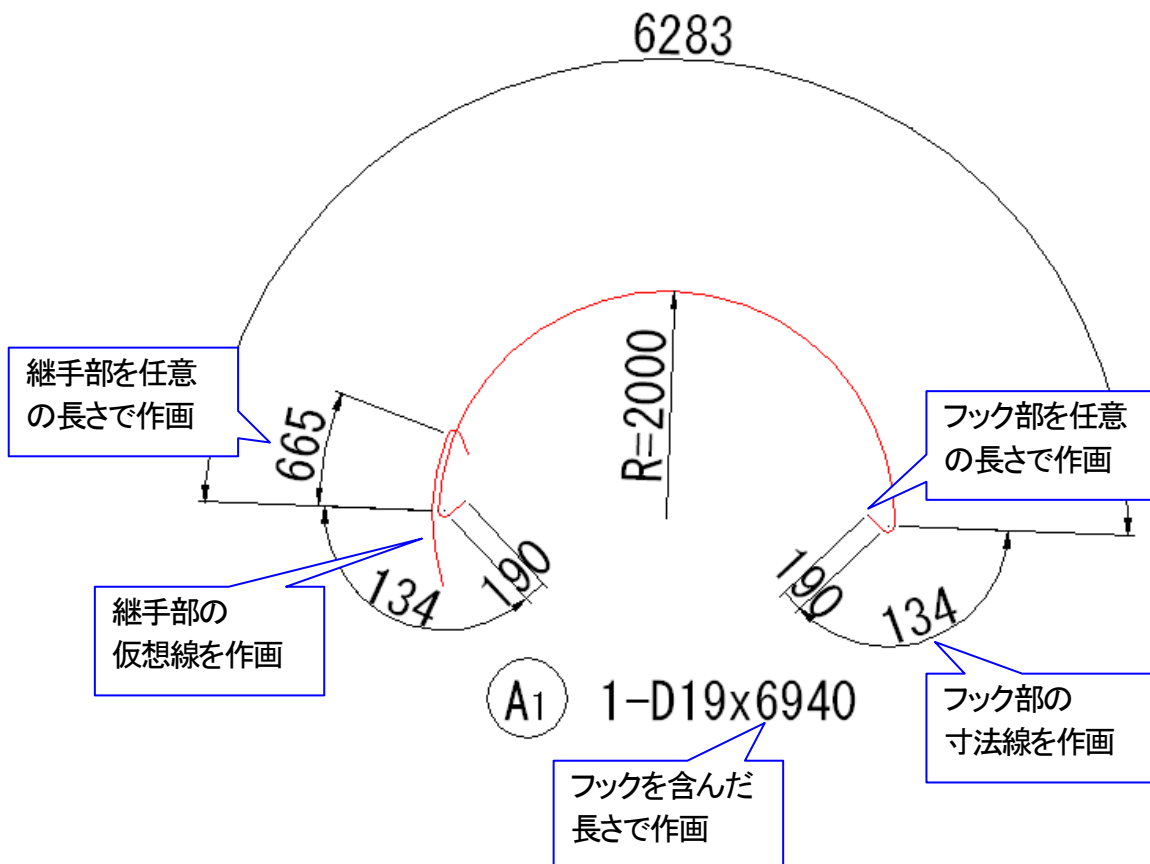 6283
継手部を任意
の長さで作画
665
R=2000
フック部を任意
の長さで作画
継手部の
仮想線を作画
134
190
190
134
フック部の
寸法線を作画
A1 1-D19x6940
フックを含んだ
長さで作画